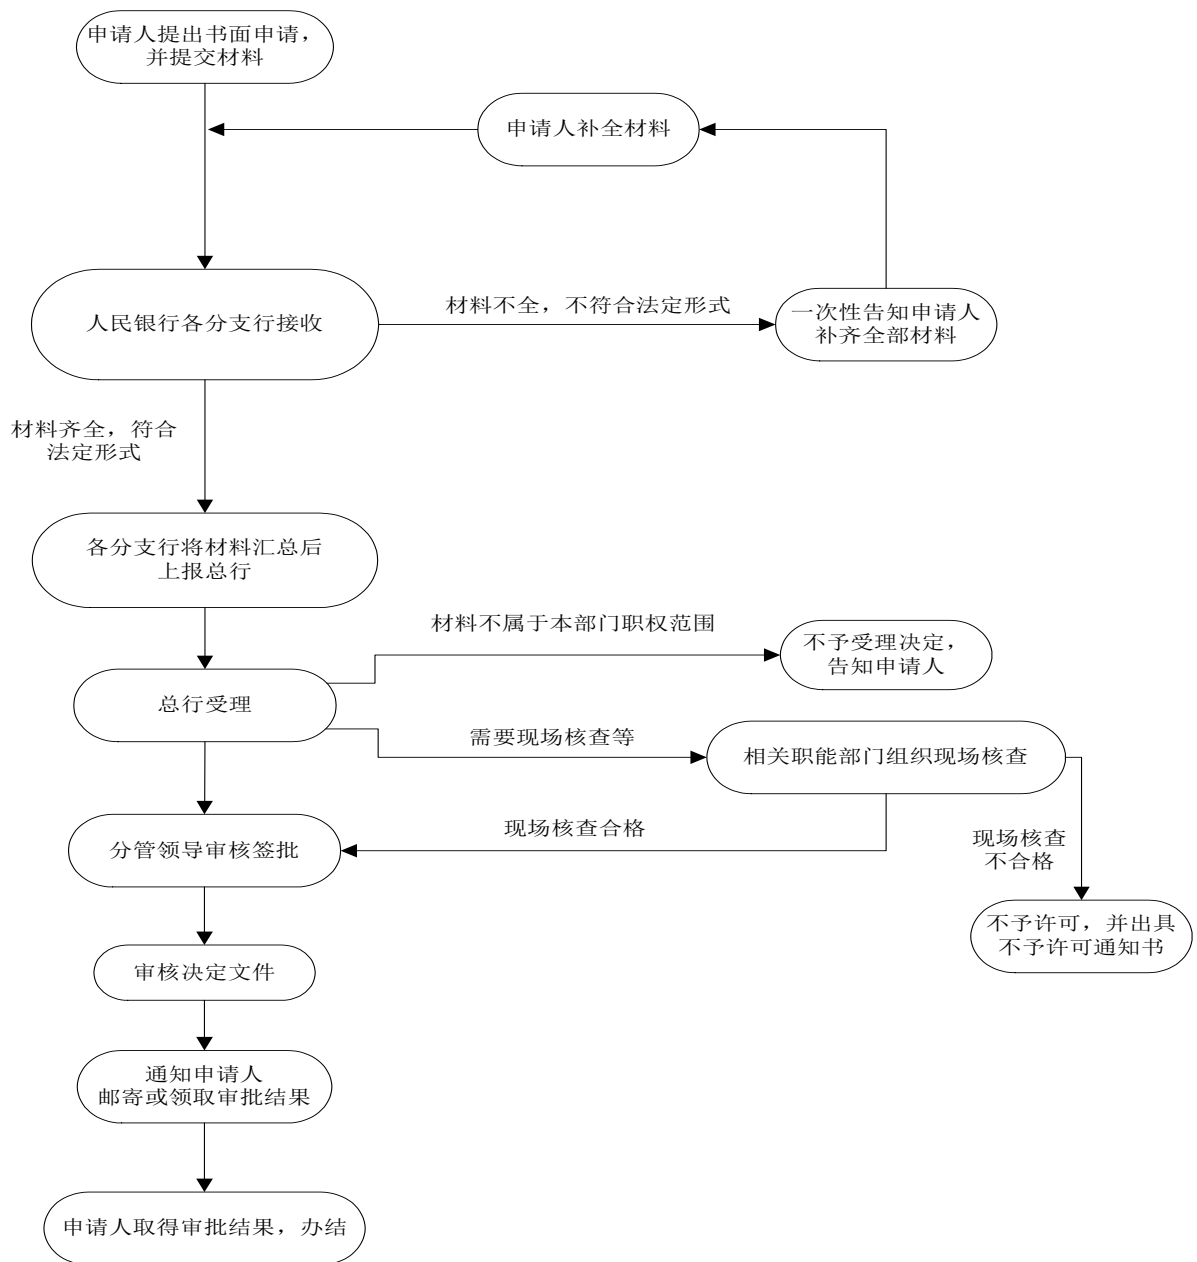 申请人提出书面申请，
并提交材料
申请人补全材料
人民银行各分支行接收
材料不全，不符合法定形式
一次性告知申请人
补齐全部材料
材料齐全，符合
法定形式
各分支行将材料汇总后
上报总行
材料不属于本部门职权范围
不予受理决定，
告知申请人
总行受理
需要现场核查等
相关职能部门组织现场核查
现场核查合格
分管领导审核签批
现场核查
不合格
不予许可，并出具
不予许可通知书
审核决定文件
通知申请人
邮寄或领取审批结果
申请人取得审批结果，办结